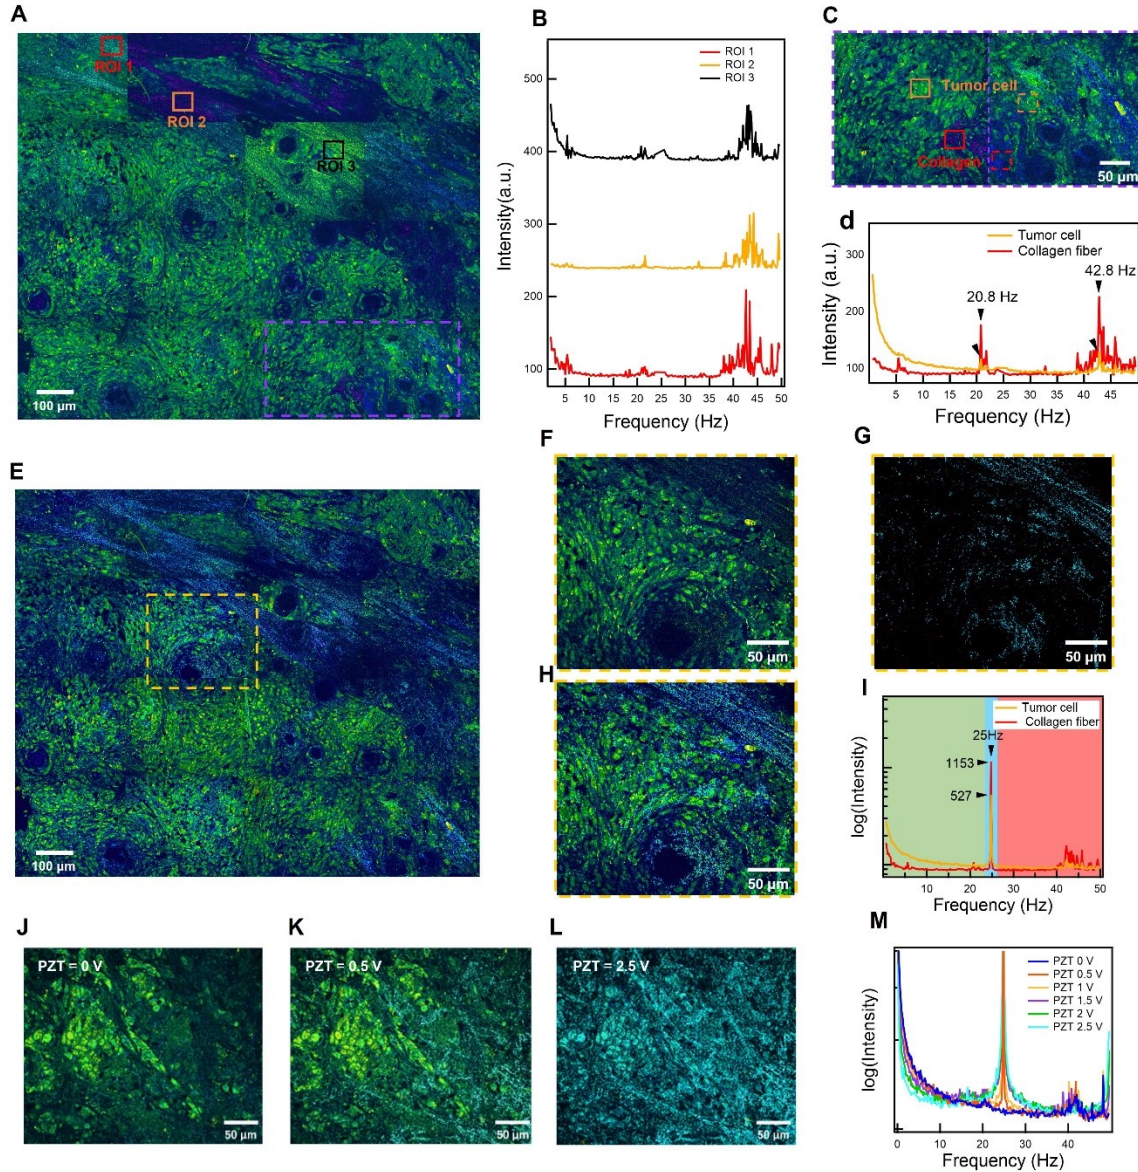 A
ROI 1
ROI 2
ROI 3
100 µm
B
ROI 1
ROI 2
ROI 3
Intensity(a.u.)
500
400
300
200
100
5 10 15 20 25 30 35 40 45 50
Frequency (Hz)
C
Tumor cell
Collagen
50 µm
d
Tumor cell
Collagen fiber
42.8 Hz
20.8 Hz
Intensity (a.u.)
300
200
100
5 10 15 20 25 30 35 40 45
Frequency (Hz)
E
100 µm
F
50 µm
G
50 µm
H
50 µm
I
Tumor cell
Collagen fiber
25Hz
1153
527
log(Intensity)
10 20 30 40 50
Frequency (Hz)
J
PZT = 0 V
50 µm
K
PZT = 0.5 V
50 µm
L
PZT = 2.5 V
50 µm
M
PZT 0 V
PZT 0.5 V
PZT 1 V
PZT 1.5 V
PZT 2 V
PZT 2.5 V
log(Intensity)
0 20 40
Frequency (Hz)